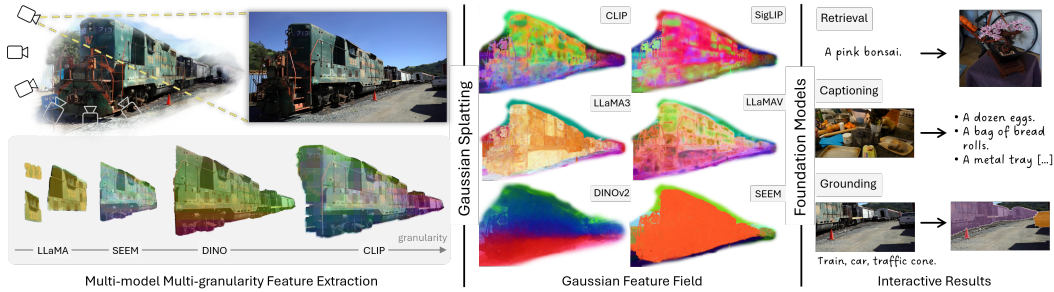 LLaMA
SEEM
DINO
CLIP
granularity
Multi-model Multi-granularity Feature Extraction
Gaussian Splatting
CLIP
SigLIP
LLaMA3
LLaMAV
DINOv2
SEEM
Gaussian Feature Field
Foundation Models
Retrieval
A pink bonsai.
Captioning
• A dozen eggs.
• A bag of bread
rolls.
• A metal tray [...]
Grounding
Train, car, traffic cone.
Interactive Results